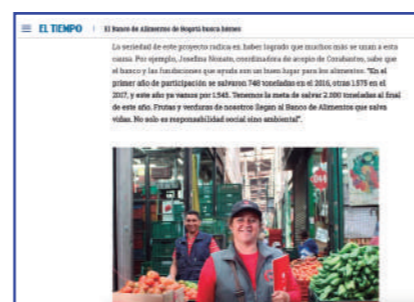 EL TIEMPO | El Banco de Alimentos de Bogotá busca héroes
La seriedad de este proyecto radica en haber logrado que muchos más se unan a esta
causa. Por ejemplo, Josefina Nonato, coordinadora de acopio de Corabastos, sabe que
el banco y las fundaciones que ayuda son un buen lugar para los alimentos. "En el
primer año de participación se salvaron 748 toneladas en el 2016, otras 1.575 en el
2017, y este año ya vamos por 1.543. Tenemos la meta de salvar 2.000 toneladas al final
de este año. Frutas y verduras de nosotros llegan al Banco de Alimentos que salva
vidas. No solo es responsabilidad social sino ambiental".